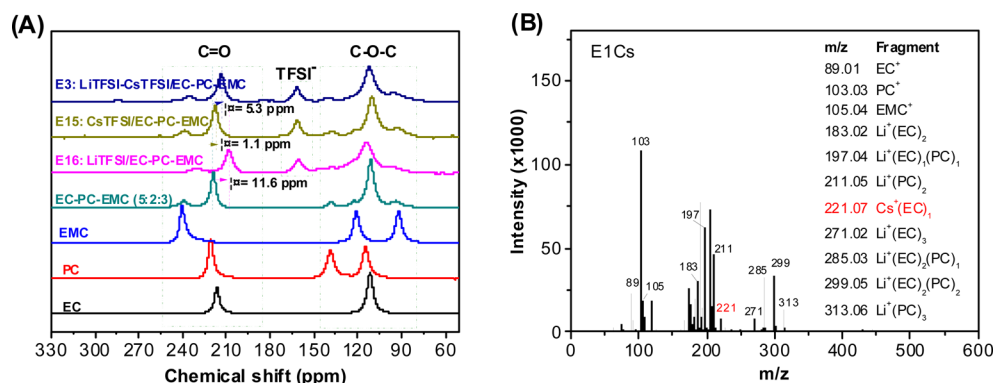 (A)
C=O
C-O-C
TFSI⁻
E3: LiTFSI-CsTFSI/EC-PC-EMC
¤= 5.3 ppm
E15: CsTFSI/EC-PC-EMC
¤= 1.1 ppm
E16: LiTFSI/EC-PC-EMC
¤= 11.6 ppm
EC-PC-EMC (5:2:3)
EMC
PC
EC
330 300 270 240 210 180 150 120 90 60
Chemical shift (ppm)
(B)
E1Cs
m/z Fragment
89.01 EC⁺
103.03 PC⁺
105.04 EMC⁺
183.02 Li⁺(EC)₂
197.04 Li⁺(EC)₁(PC)₁
211.05 Li⁺(PC)₂
221.07 Cs⁺(EC)₁
271.02 Li⁺(EC)₃
285.03 Li⁺(EC)₂(PC)₁
299.05 Li⁺(EC)₂(PC)₂
313.06 Li⁺(PC)₃
Intensity (x1000)
150
100
50
0
103
197
211
183
89
105
221
271
285
299
313
0 100 200 300 400 500 600
m/z